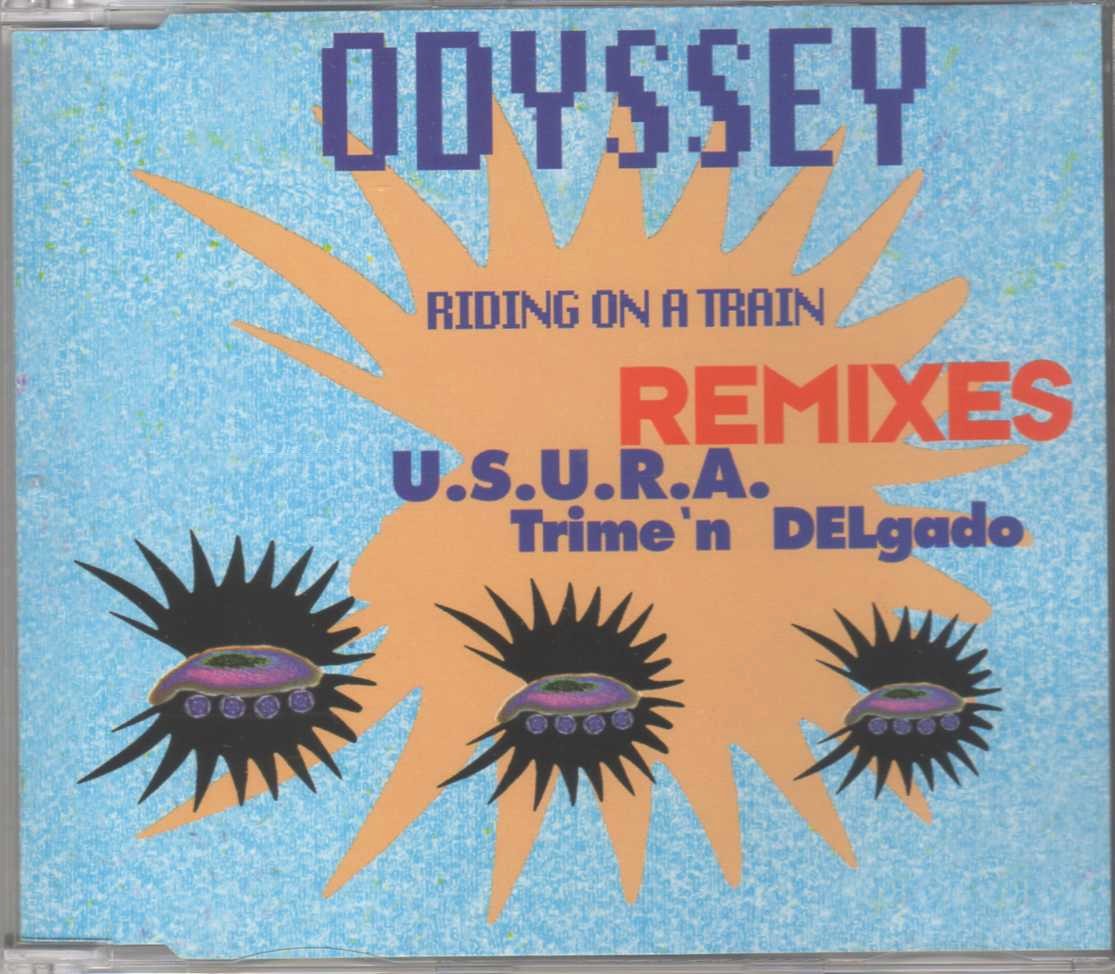 ODYSSEY
RIDING ON A TRAIN
REMIXES
U.S.U.R.A.
Trime 'n DELgado